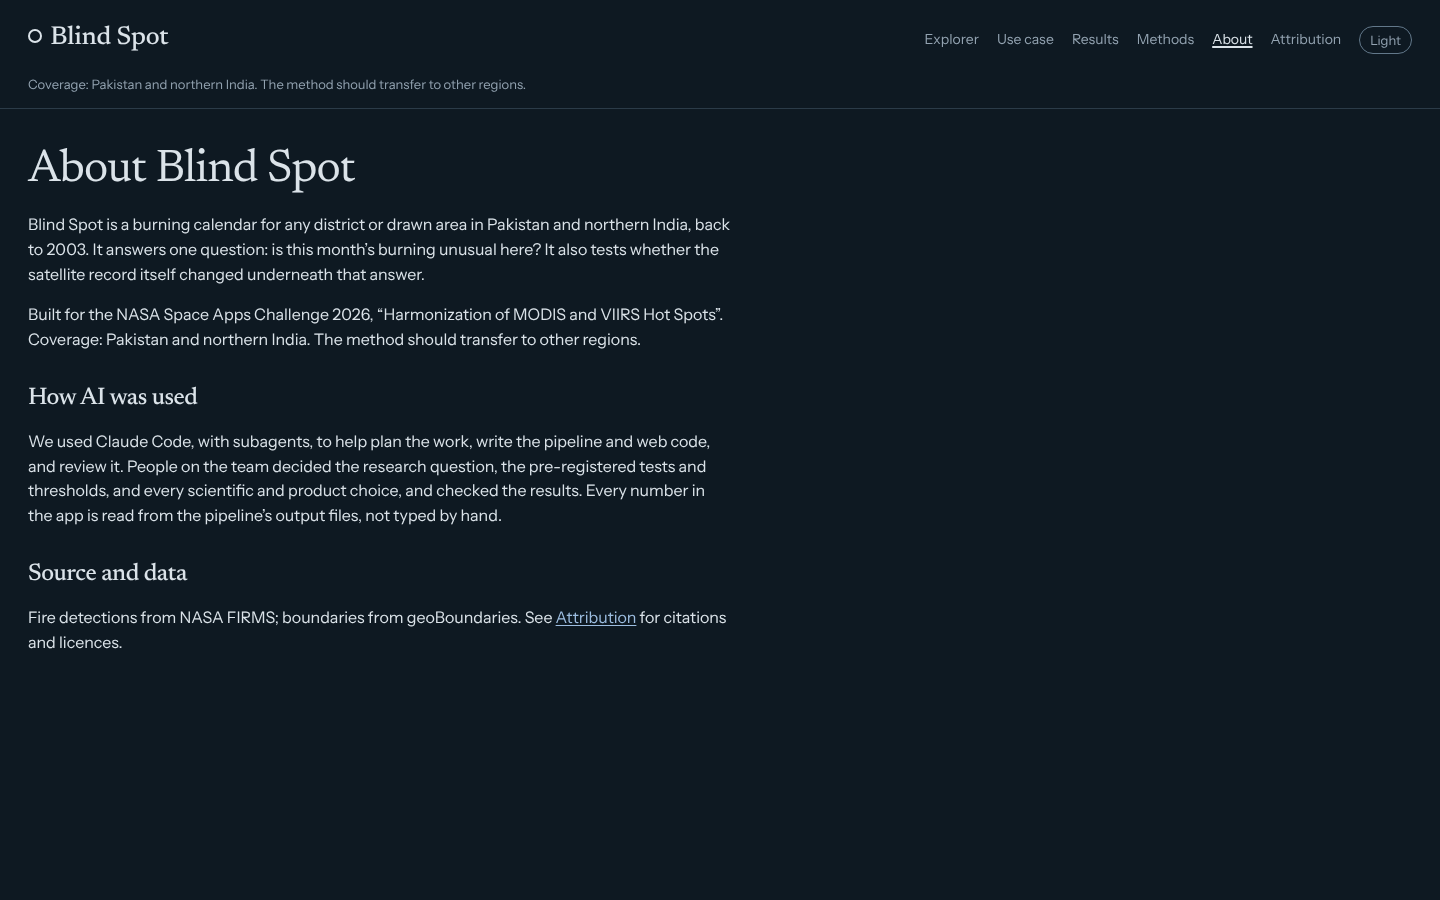 Blind Spot
Explorer Use case Results Methods About Attribution Light
Coverage: Pakistan and northern India. The method should transfer to other regions.
About Blind Spot
Blind Spot is a burning calendar for any district or drawn area in Pakistan and northern India, back
to 2003. It answers one question: is this month’s burning unusual here? It also tests whether the
satellite record itself changed underneath that answer.
Built for the NASA Space Apps Challenge 2026, “Harmonization of MODIS and VIIRS Hot Spots”.
Coverage: Pakistan and northern India. The method should transfer to other regions.
How AI was used
We used Claude Code, with subagents, to help plan the work, write the pipeline and web code,
and review it. People on the team decided the research question, the pre-registered tests and
thresholds, and every scientific and product choice, and checked the results. Every number in
the app is read from the pipeline’s output files, not typed by hand.
Source and data
Fire detections from NASA FIRMS; boundaries from geoBoundaries. See Attribution for citations
and licences.